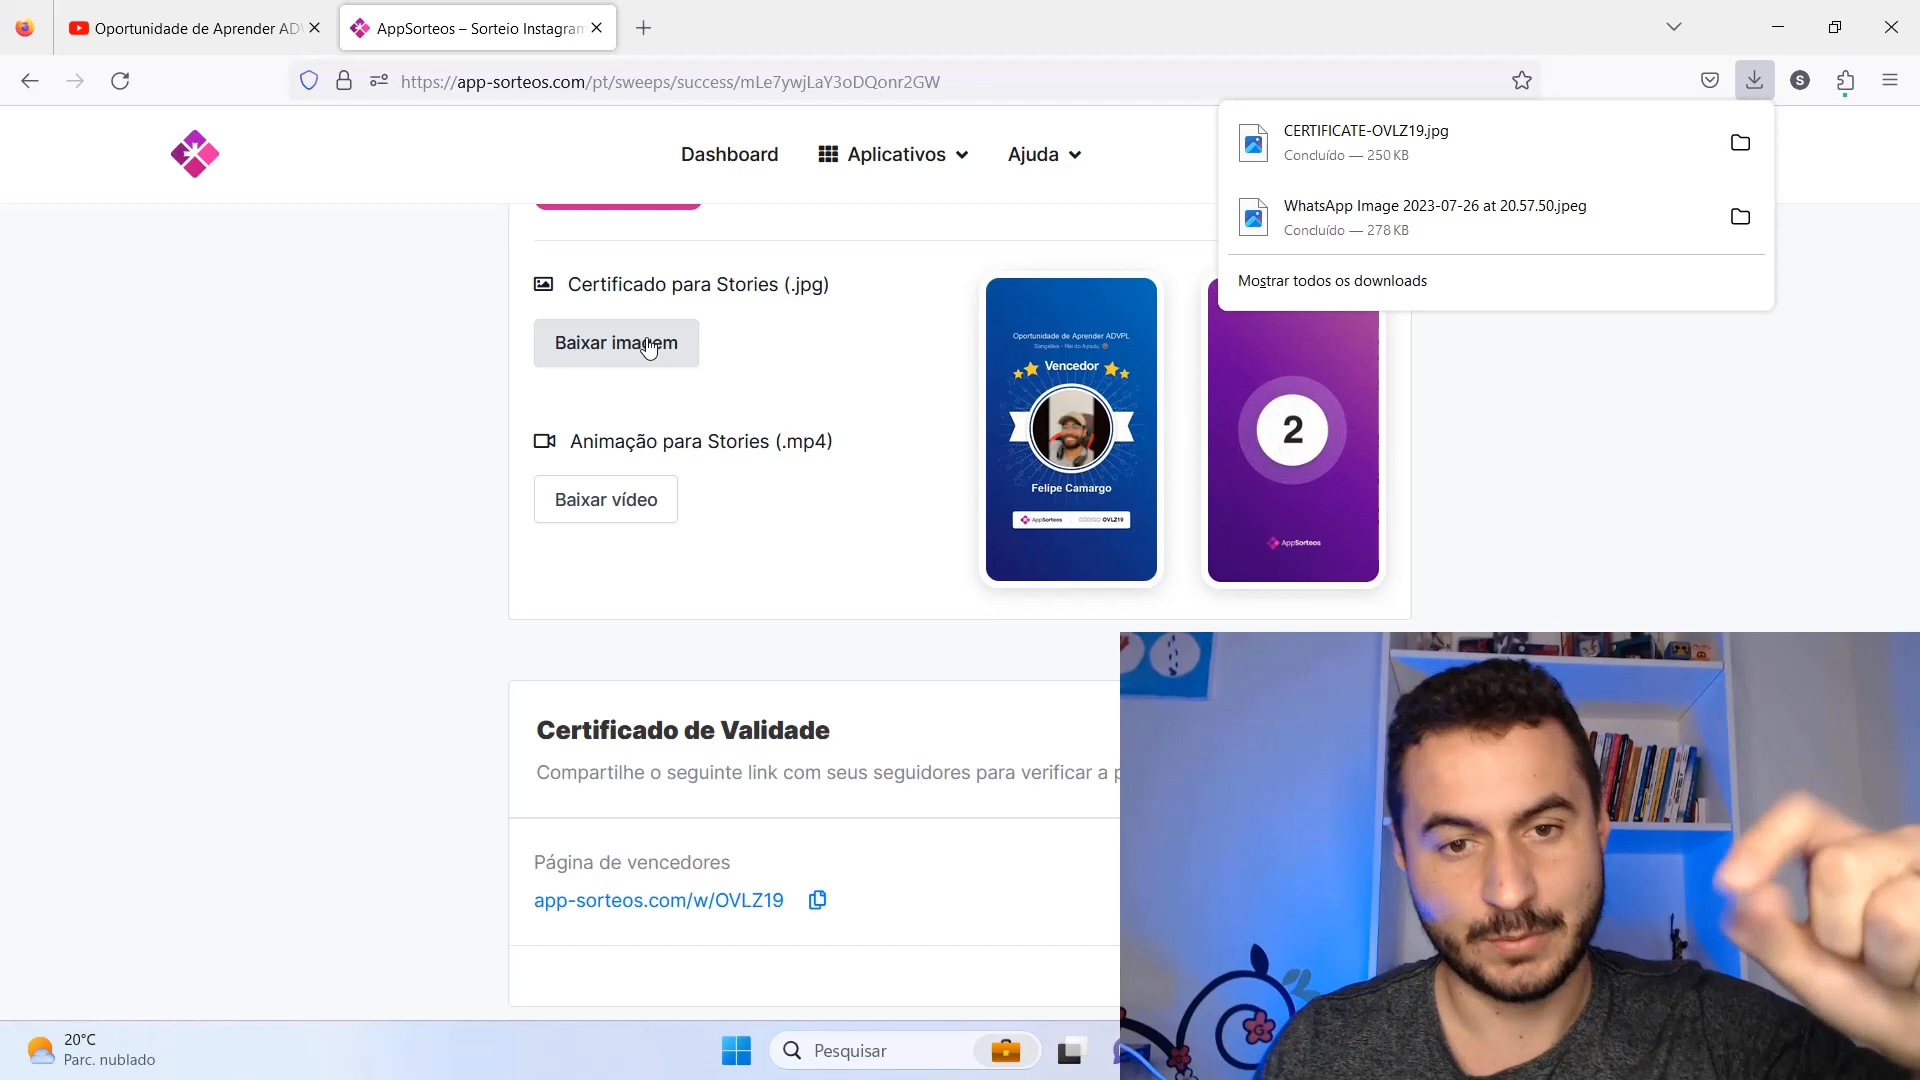 Oportunidade de Aprender ADV
AppSorteos – Sorteio Instagram
https://app-sorteos.com/pt/sweeps/success/mLe7ywjLaY3oDQonr2GW
S
Dashboard
Aplicativos
Ajuda
CERTIFICATE-OVLZ19.jpg
Concluído — 250 KB
WhatsApp Image 2023-07-26 at 20.57.50.jpeg
Concluído — 278 KB
Mostrar todos os downloads
Certificado para Stories (.jpg)
Baixar imagem
Animação para Stories (.mp4)
Baixar vídeo
Oportunidade de Aprender ADVPL
Vencedor
Felipe Camargo
AppSorteos
CÓDIGO OVLZ19
2
AppSorteos
Certificado de Validade
Compartilhe o seguinte link com seus seguidores para verificar a p
Página de vencedores
app-sorteos.com/w/OVLZ19
20°C
Parc. nublado
Pesquisar